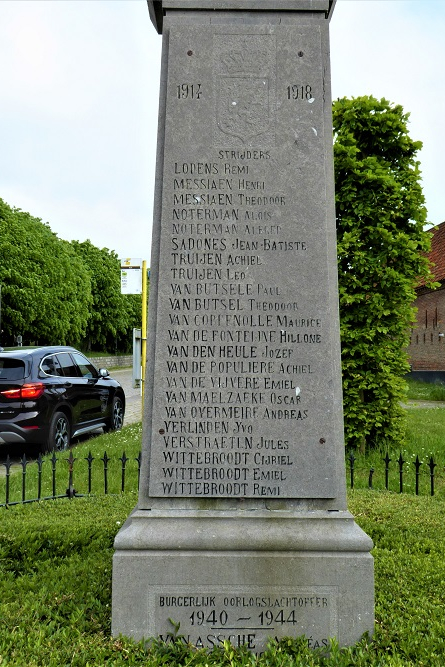 1914 1918
STRIJDERS
LODENS REMI
MESSIAEN HENRI
MESSIAEN THEODOOR
NOTERMAN ALOIS
NOTERMAN
SADONES JEAN-BATISTE
TRUIJEN ACHIEL
TRUIJEN LEO
VAN BUTSELE PAUL
VAN BUTSEL THEODOOR
VAN COPPENOLLE MAURICE
VAN DE FONTEIJNE HILLONE
VAN DEN HEULE JOZEF
VAN DE POPULIERE ACHIEL
VAN DE VIJVERE EMIEL
VAN MAELZAEKE OSCAR
VAN OVERMEIRE ANDREAS
VERLINDEN IVO
VERSTRAETEN JULES
WITTEBROODT CIJRIEL
WITTEBROODT EMIEL
WITTEBROODT REMI
BURGERLIJK OORLOGSLACHTOFFER
1940 – 1944
VAN ASSCHE ANDREAS